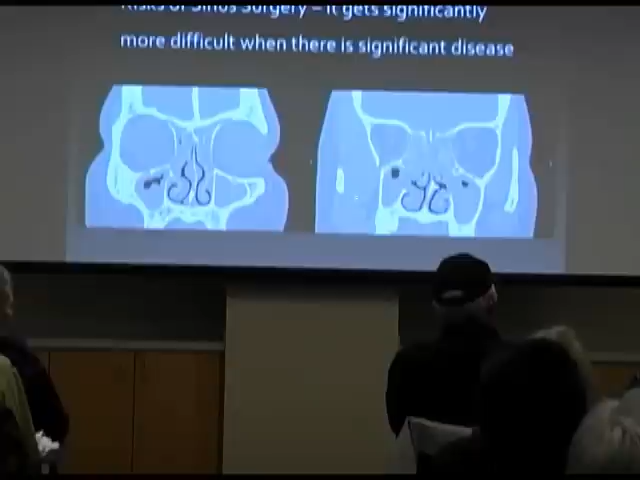 Risks of Sinus Surgery – It gets significantly
more difficult when there is significant disease